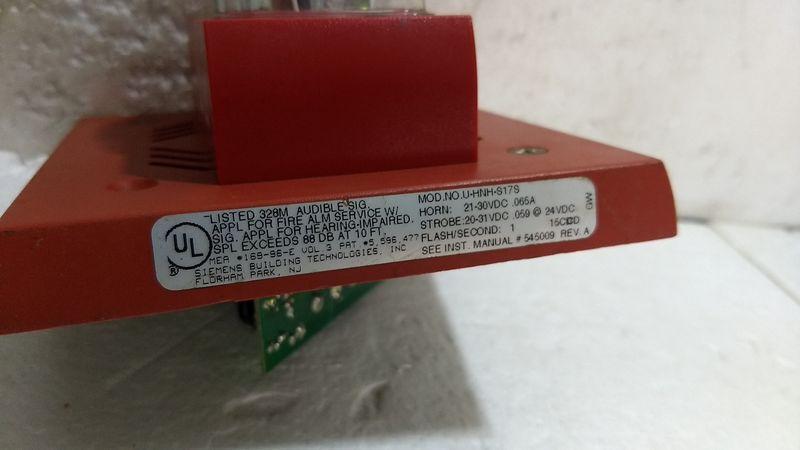 UL
®
LISTED 328M AUDIBLE SIG.
APPL FOR FIRE ALM SERVICE W/
SIG. APPL FOR HEARING-IMPAIRED.
SPL EXCEEDS 88 DB AT 10 FT.
MEA *169-96-E VOL 3 PAT *5,596,477
SIEMENS BUILDING TECHNOLOGIES, INC
FLORHAM PARK, NJ
MOD.NO. U-HNH-S17S
HORN: 21-30VDC .065A
STROBE: 20-31VDC .059 @ 24VDC
FLASH/SECOND: 1 15CD
SEE INST. MANUAL # 545009 REV. A